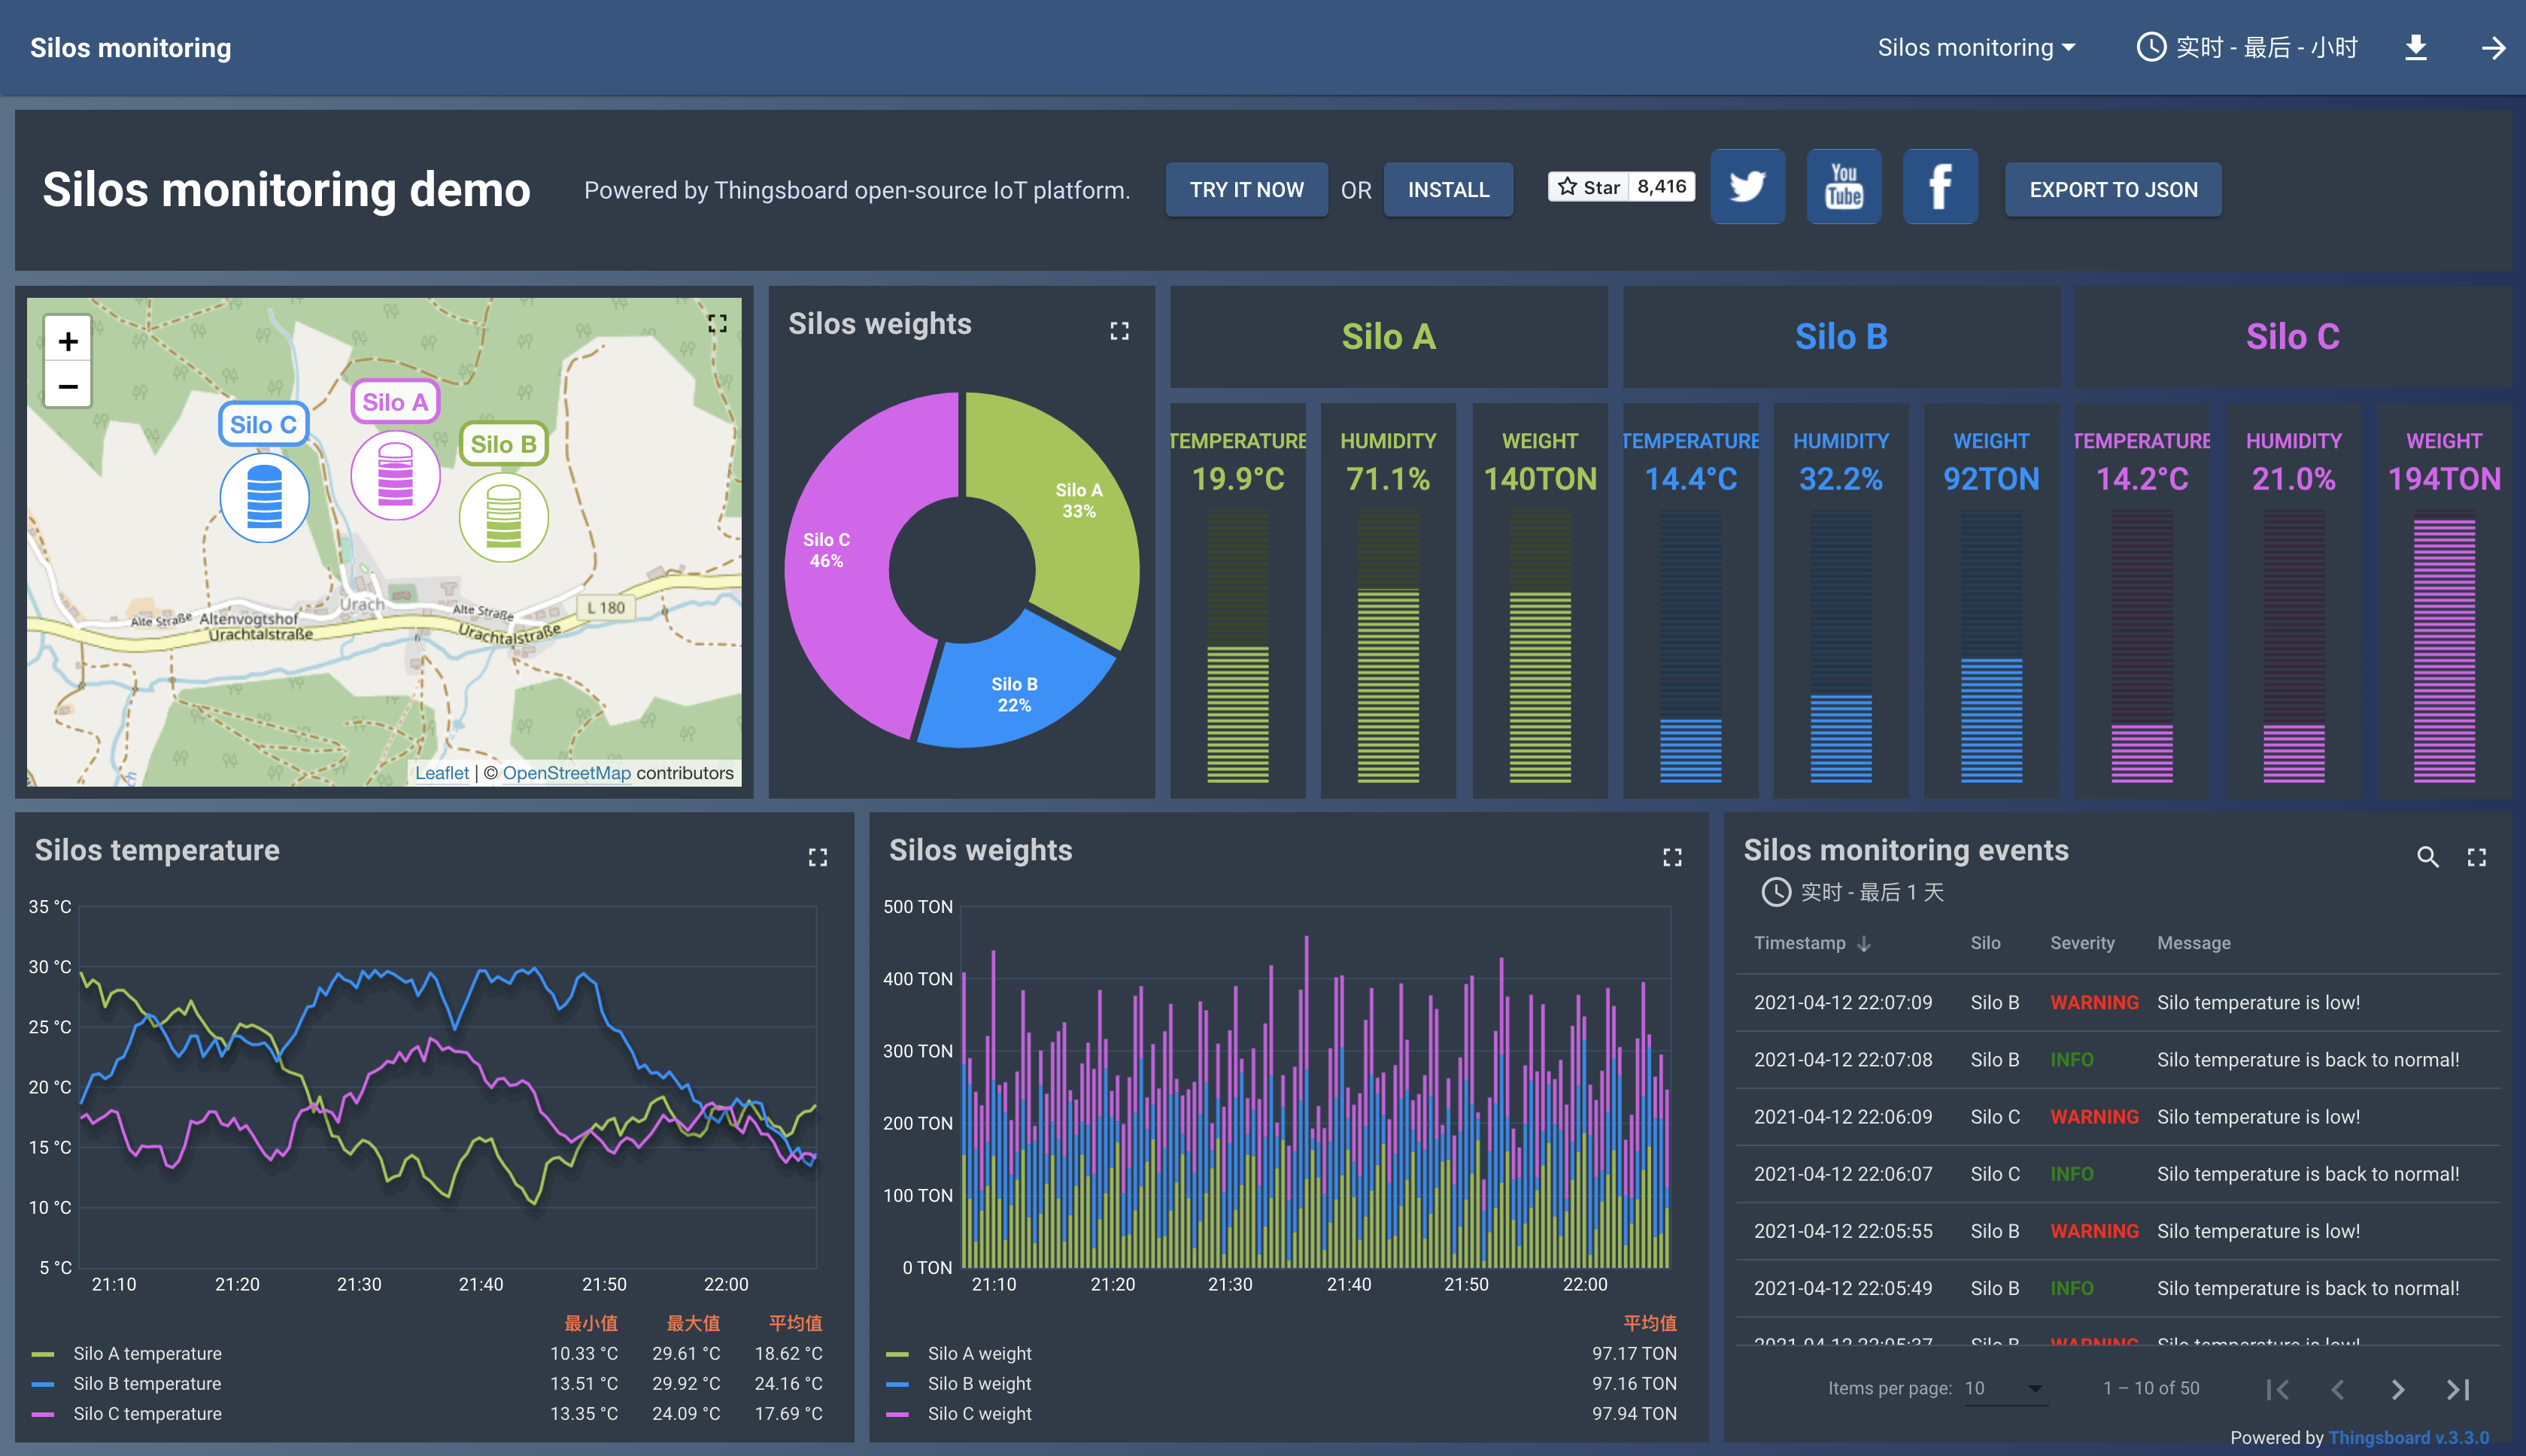 Silos monitoring
Silos monitoring
实时 - 最后 - 小时
Silos monitoring demo
Powered by Thingsboard open-source IoT platform.
TRY IT NOW
OR
INSTALL
Star
8,416
You
Tube
EXPORT TO JSON
+
−
Silo C
Silo A
Silo B
Alte Straße
Altenvogtshof
Urachtalstraße
Urach
Alte Straße
Urachtalstraße
L 180
Leaflet | © OpenStreetMap contributors
Silos weights
Silo A
33%
Silo C
46%
Silo B
22%
Silo A
TEMPERATURE
19.9°C
HUMIDITY
71.1%
WEIGHT
140TON
Silo B
TEMPERATURE
14.4°C
HUMIDITY
32.2%
WEIGHT
92TON
Silo C
TEMPERATURE
14.2°C
HUMIDITY
21.0%
WEIGHT
194TON
Silos temperature
35 °C
30 °C
25 °C
20 °C
15 °C
10 °C
5 °C
21:10 21:20 21:30 21:40 21:50 22:00
最小值 最大值 平均值
Silo A temperature 10.33 °C 29.61 °C 18.62 °C
Silo B temperature 13.51 °C 29.92 °C 24.16 °C
Silo C temperature 13.35 °C 24.09 °C 17.69 °C
Silos weights
500 TON
400 TON
300 TON
200 TON
100 TON
0 TON
21:10 21:20 21:30 21:40 21:50 22:00
平均值
Silo A weight 97.17 TON
Silo B weight 97.16 TON
Silo C weight 97.94 TON
Silos monitoring events
实时 - 最后 1 天
Timestamp Silo Severity Message
2021-04-12 22:07:09 Silo B WARNING Silo temperature is low!
2021-04-12 22:07:08 Silo B INFO Silo temperature is back to normal!
2021-04-12 22:06:09 Silo C WARNING Silo temperature is low!
2021-04-12 22:06:07 Silo C INFO Silo temperature is back to normal!
2021-04-12 22:05:55 Silo B WARNING Silo temperature is low!
2021-04-12 22:05:49 Silo B INFO Silo temperature is back to normal!
2021-04-12 22:05:37 Silo B WARNING Silo temperature is low!
Items per page: 10 1 – 10 of 50
Powered by Thingsboard v.3.3.0